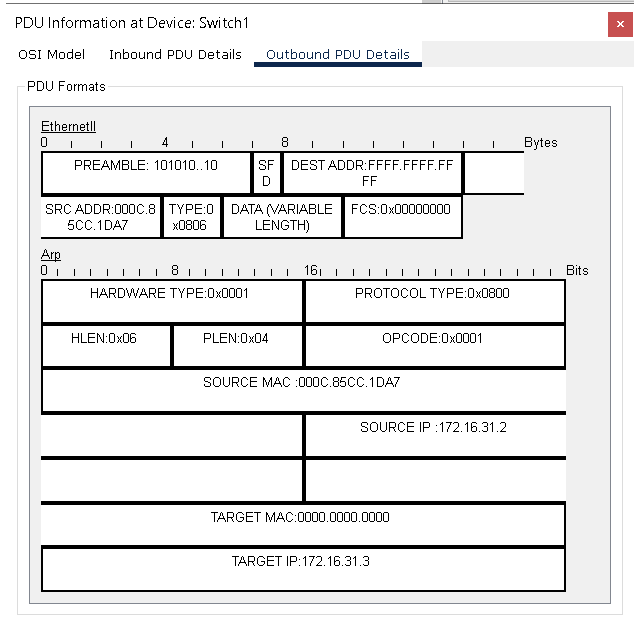 PDU Information at Device: Switch1
×
OSI Model Inbound PDU Details Outbound PDU Details
PDU Formats
EthernetII
0 4 8 Bytes
PREAMBLE: 101010..10
SF
D
DEST ADDR:FFFF.FFFF.FF
FF
SRC ADDR:000C.8
5CC.1DA7
TYPE:0
x0806
DATA (VARIABLE
LENGTH)
FCS:0x00000000
Arp
0 8 16 Bits
HARDWARE TYPE:0x0001 PROTOCOL TYPE:0x0800
HLEN:0x06 PLEN:0x04 OPCODE:0x0001
SOURCE MAC :000C.85CC.1DA7
SOURCE IP :172.16.31.2
TARGET MAC:0000.0000.0000
TARGET IP:172.16.31.3